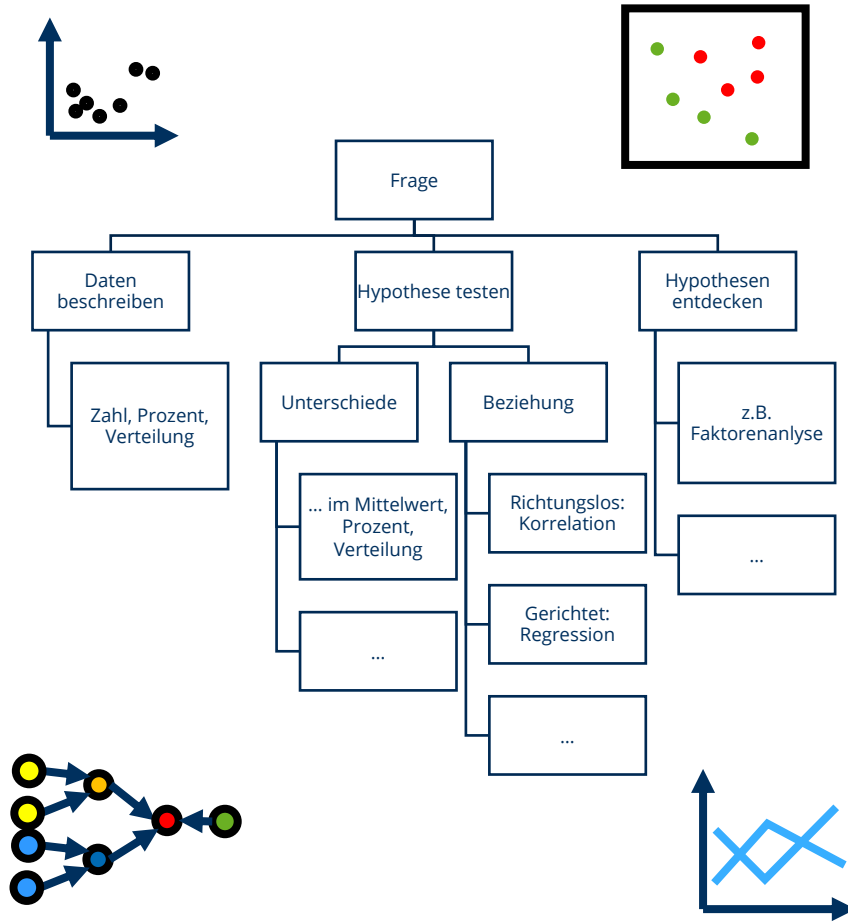 Frage
Daten
beschreiben
Hypothese testen
Hypothesen
entdecken
Zahl, Prozent,
Verteilung
Unterschiede
Beziehung
z.B.
Faktorenanlyse
... im Mittelwert,
Prozent,
Verteilung
Richtungslos:
Korrelation
...
Gerichtet:
Regression
...
...